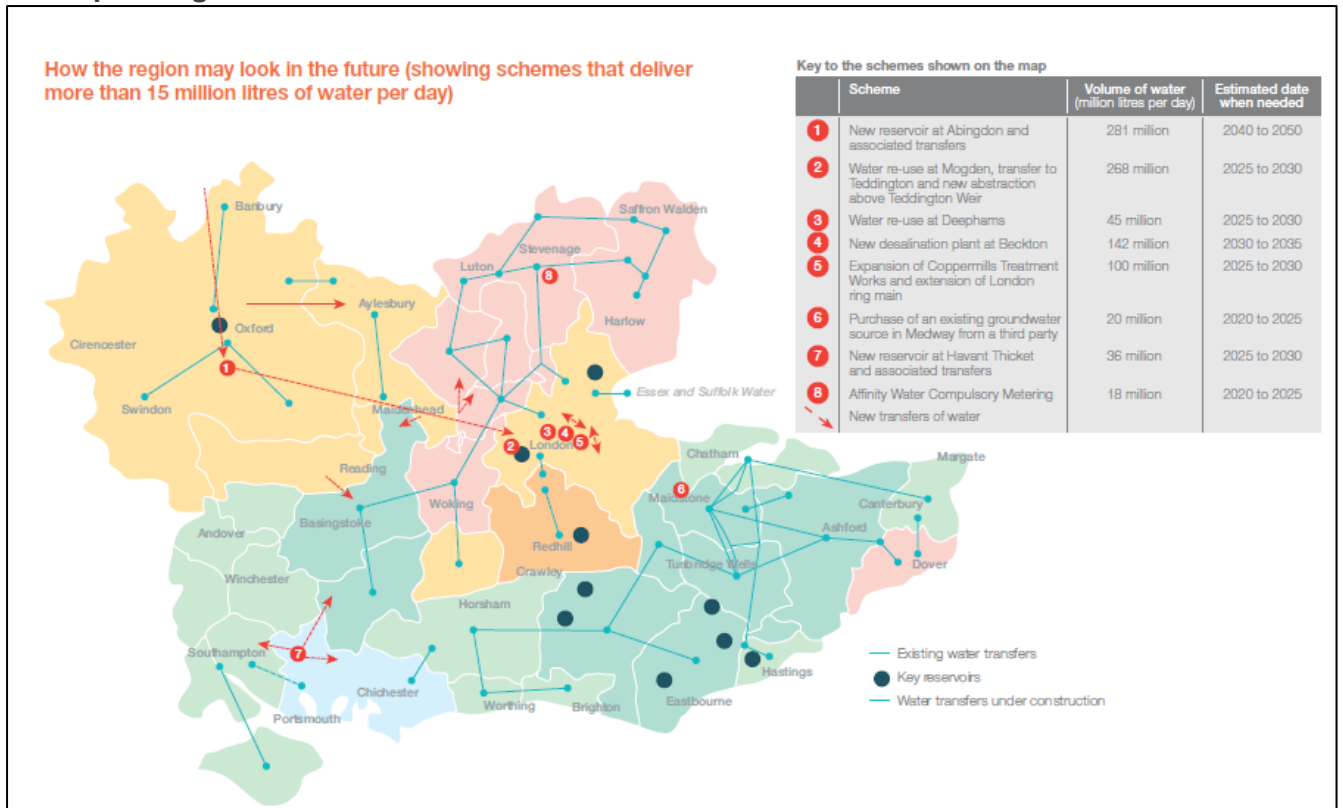 How the region may look in the future (showing schemes that deliver
more than 15 million litres of water per day)
Key to the schemes shown on the map
Scheme
Volume of water
(million litres per day)
Estimated date
when needed
1
New reservoir at Abingdon and
associated transfers
281 million
2040 to 2050
2
Water re-use at Mogden, transfer to
Teddington and new abstraction
above Teddington Weir
268 million
2025 to 2030
3
Water re-use at Deephams
45 million
2025 to 2030
4
New desalination plant at Beckton
142 million
2030 to 2035
5
Expansion of Coppermills Treatment
Works and extension of London
ring main
100 million
2025 to 2030
6
Purchase of an existing groundwater
source in Medway from a third party
20 million
2020 to 2025
7
New reservoir at Havant Thicket
and associated transfers
36 million
2025 to 2030
8
Affinity Water Compulsory Metering
18 million
2020 to 2025
New transfers of water
Banbury
Saffron Walden
Stevenage
Luton
8
Aylesbury
Harlow
Oxford
Cirencester
1
Essex and Suffolk Water
Swindon
Maidenhead
3
4
5
2
London
Chatham
Margate
Reading
6
Maidstone
Woking
Canterbury
Basingstoke
Andover
Ashford
Redhill
Tunbridge Wells
Dover
Crawley
Winchester
Horsham
7
Southampton
Existing water transfers
Hastings
Key reservoirs
Chichester
Eastbourne
Worthing
Brighton
Water transfers under construction
Portsmouth